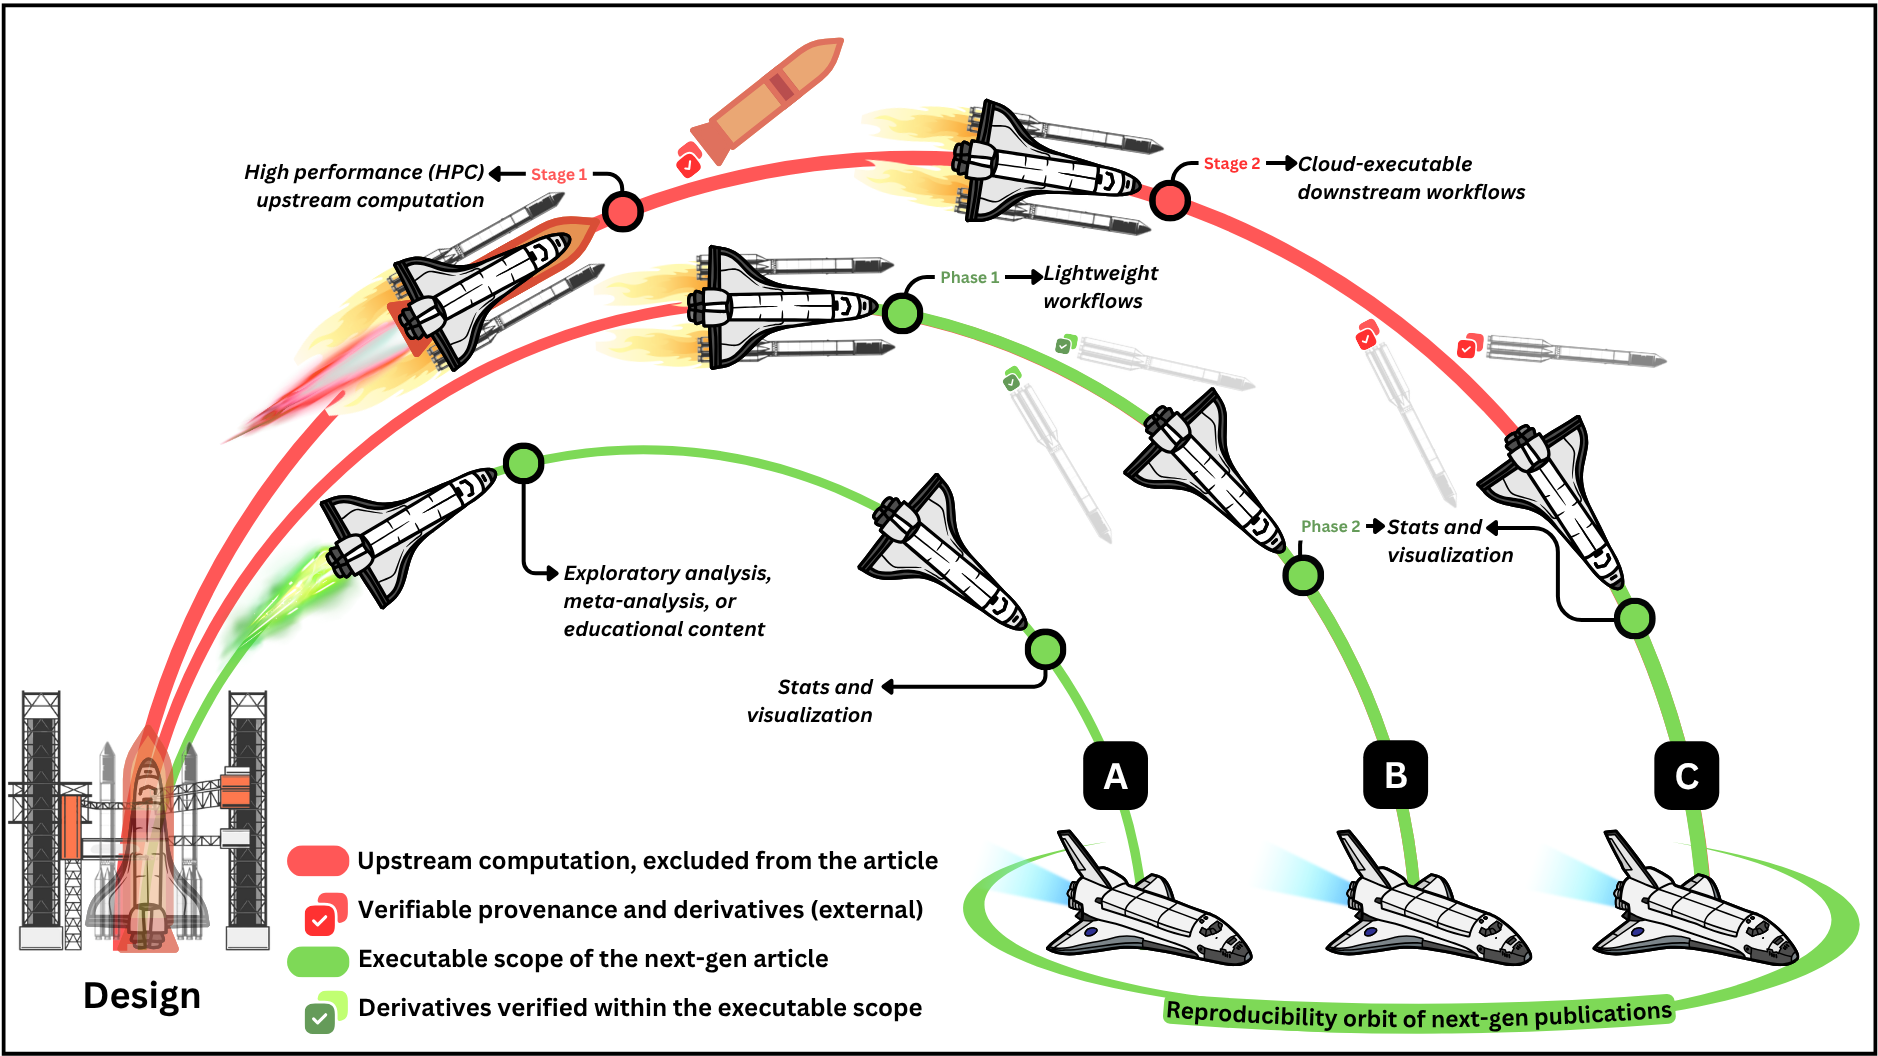 High performance (HPC)
upstream computation
Stage 1
Stage 2
Cloud-executable
downstream workflows
Phase 1
Lightweight
workflows
Exploratory analysis,
meta-analysis, or
educational content
Phase 2
Stats and
visualization
Stats and
visualization
A
B
C
Design
Upstream computation, excluded from the article
Verifiable provenance and derivatives (external)
Executable scope of the next-gen article
Derivatives verified within the executable scope
Reproducibility orbit of next-gen publications